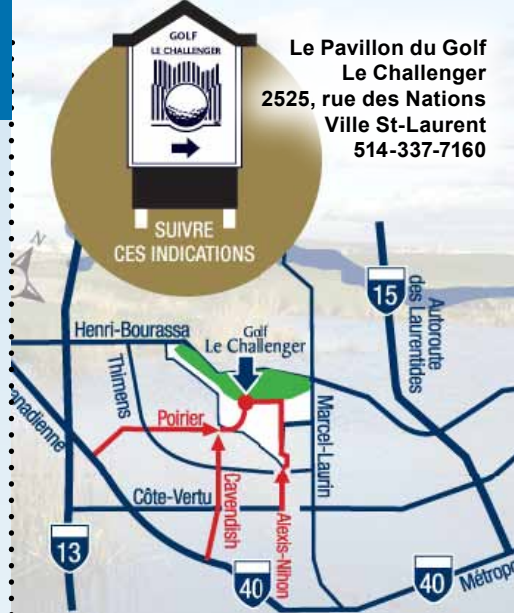 GOLF
LE CHALLENGER
SUIVRE
CES INDICATIONS
Le Pavillon du Golf
Le Challenger
2525, rue des Nations
Ville St-Laurent
514-337-7160
N
15
Autoroute
des Laurentides
Henri-Bourassa
Golf
Le Challenger
Thimens
Poirier
Marcel-Laurin
anadienne
Côte-Vertu
Cavendish
Alexis-Nihon
13
40
40
Métropo